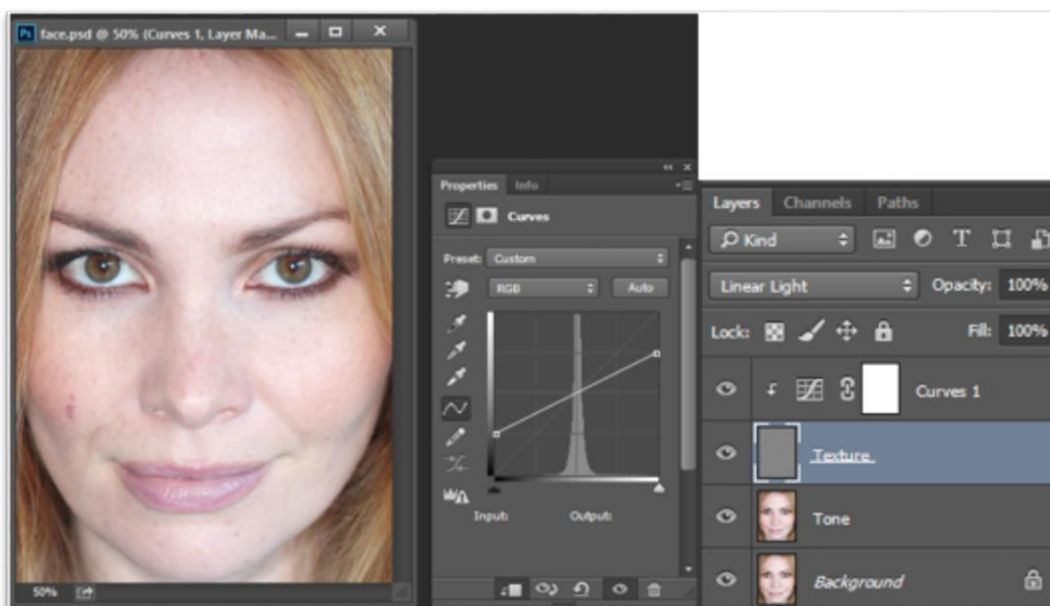 Ps face.psd @ 50% (Curves 1, Layer Ma...
50%
Properties Info
Curves
Preset: Custom
RGB Auto
Input: Output:
Layers Channels Paths
Kind
Linear Light Opacity: 100%
Lock: Fill: 100%
Curves 1
Texture
Tone
Background